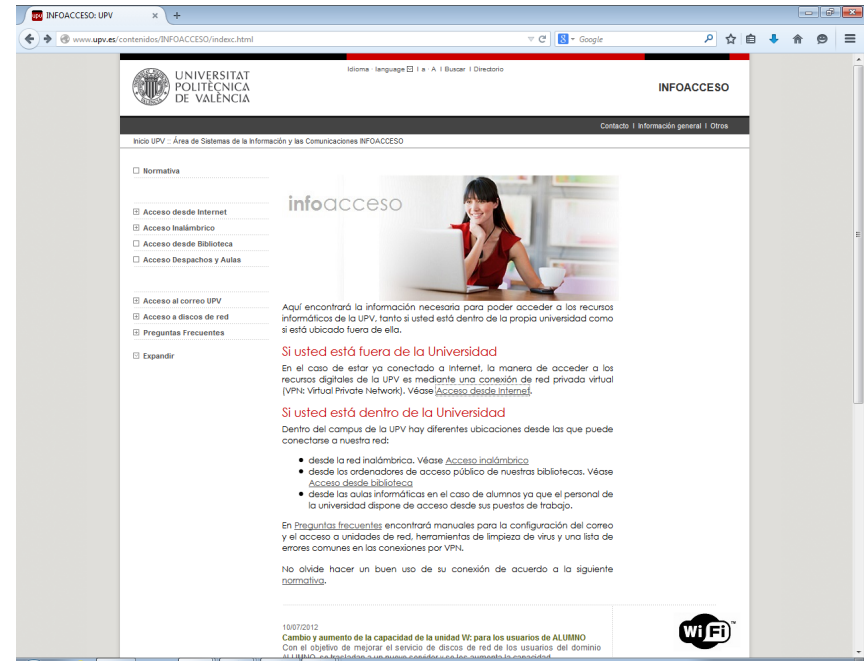 INFOACCESO: UPV
www.upv.es/contenidos/INFOACCESO/indexc.html
Google
UNIVERSITAT
POLITÈCNICA
DE VALÈNCIA
Idioma · language | a · A | Buscar | Directorio
INFOACCESO
Contacto | Información general | Otros
Inicio UPV :: Área de Sistemas de la Información y las Comunicaciones INFOACCESO
Normativa
Acceso desde Internet
Acceso Inalámbrico
Acceso desde Biblioteca
Acceso Despachos y Aulas
Acceso al correo UPV
Acceso a discos de red
Preguntas Frecuentes
Expandir
infoacceso
Aquí encontrará la información necesaria para poder acceder a los recursos
informáticos de la UPV, tanto si usted está dentro de la propia universidad como
si está ubicado fuera de ella.
Si usted está fuera de la Universidad
En el caso de estar ya conectado a Internet, la manera de acceder a los
recursos digitales de la UPV es mediante una conexión de red privada virtual
(VPN: Virtual Private Network). Véase Acceso desde Internet.
Si usted está dentro de la Universidad
Dentro del campus de la UPV hay diferentes ubicaciones desde las que puede
conectarse a nuestra red:
desde la red inalámbrica. Véase Acceso inalámbrico
desde los ordenadores de acceso público de nuestras bibliotecas. Véase
Acceso desde biblioteca
desde las aulas informáticas en el caso de alumnos ya que el personal de
la universidad dispone de acceso desde sus puestos de trabajo.
En Preguntas frecuentes encontrará manuales para la configuración del correo
y el acceso a unidades de red, herramientas de limpieza de virus y una lista de
errores comunes en las conexiones por VPN.
No olvide hacer un buen uso de su conexión de acuerdo a la siguiente
normativa.
10/07/2012
Cambio y aumento de la capacidad de la unidad W: para los usuarios de ALUMNO
Con el objetivo de mejorar el servicio de discos de red de los usuarios del dominio
ALUMNO, se trasladan a un nuevo servidor y se les aumenta la capacidad
Wi Fi ™